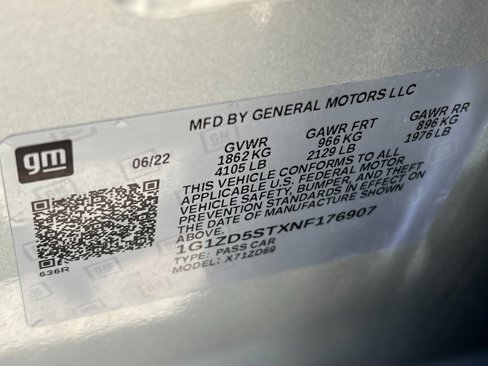 MFD BY GENERAL MOTORS LLC
gm
06/22
GVWR GAWR FRT GAWR RR
1862 KG 966 KG 896 KG
4105 LB 2129 LB 1976 LB
THIS VEHICLE CONFORMS TO ALL
APPLICABLE U.S. FEDERAL MOTOR
VEHICLE SAFETY, BUMPER, AND THEFT
PREVENTION STANDARDS IN EFFECT ON
THE DATE OF MANUFACTURE SHOWN
ABOVE.
1G1ZD5STXNF176907
TYPE: PASS CAR
MODEL: X71ZD69
636R